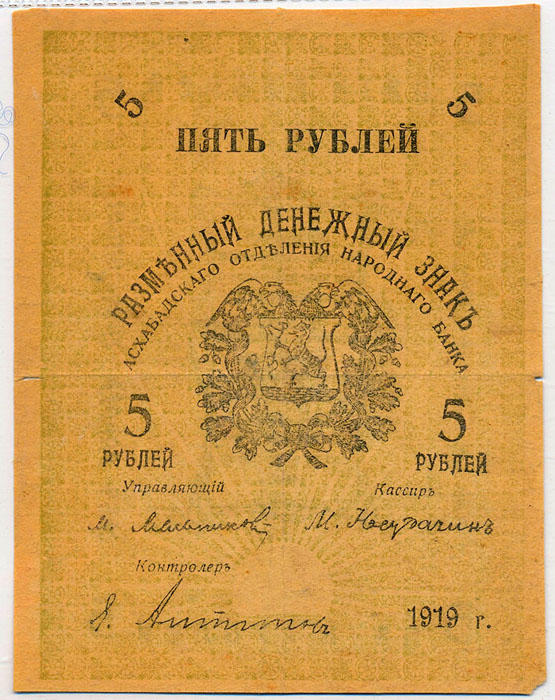 5 5
ПЯТЬ РУБЛЕЙ
РАЗМѢННЫЙ ДЕНЕЖНЫЙ ЗНАКЪ
АСХАБАДСКАГО ОТДѢЛЕНІЯ НАРОДНАГО БАНКА
5 5
РУБЛЕЙ РУБЛЕЙ
Управляющій Кассиръ
М. М.
Контролеръ
1919 г.